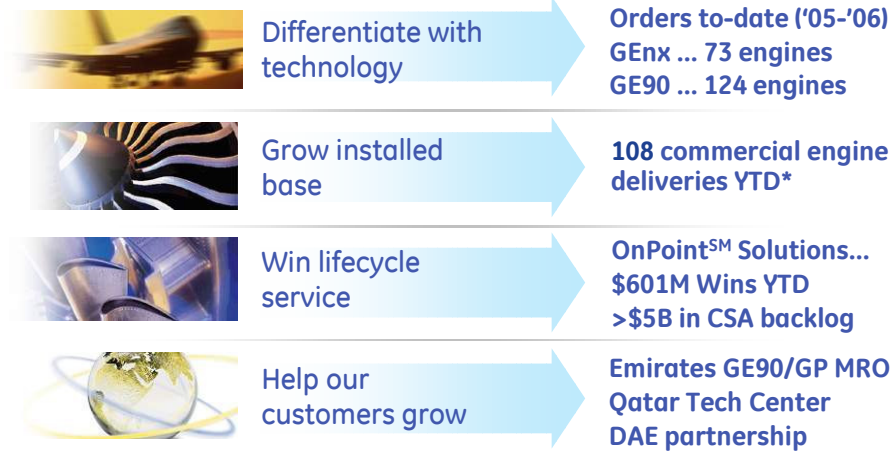 Differentiate with
technology
Orders to-date (‘05-’06)
GEnx ... 73 engines
GE90 ... 124 engines
Grow installed
base
108 commercial engine
deliveries YTD*
Win lifecycle
service
OnPointSM Solutions...
$601M Wins YTD
>$5B in CSA backlog
Help our
customers grow
Emirates GE90/GP MRO
Qatar Tech Center
DAE partnership